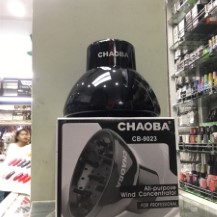 CHAOBA
CHAOBA
CB-9023
All-purpose
Wind Concentrator
FOR PROFESSIONAL